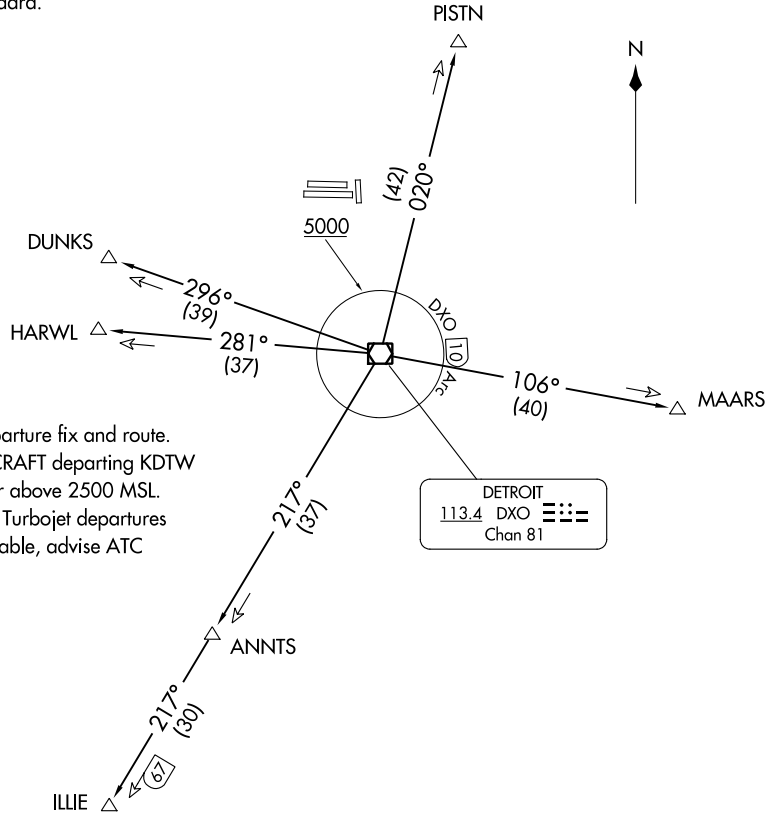 PISTN
N
(42)
020°
5000
DUNKS
296°
(39)
HARWL
281°
(37)
DXO
10
Arc
106°
(40)
MAARS
parture fix and route.
CRAFT departing KDTW
r above 2500 MSL.
Turbojet departures
able, advise ATC
217°
(37)
DETROIT
113.4 DXO
Chan 81
ANNTS
217°
(30)
67
ILLIE